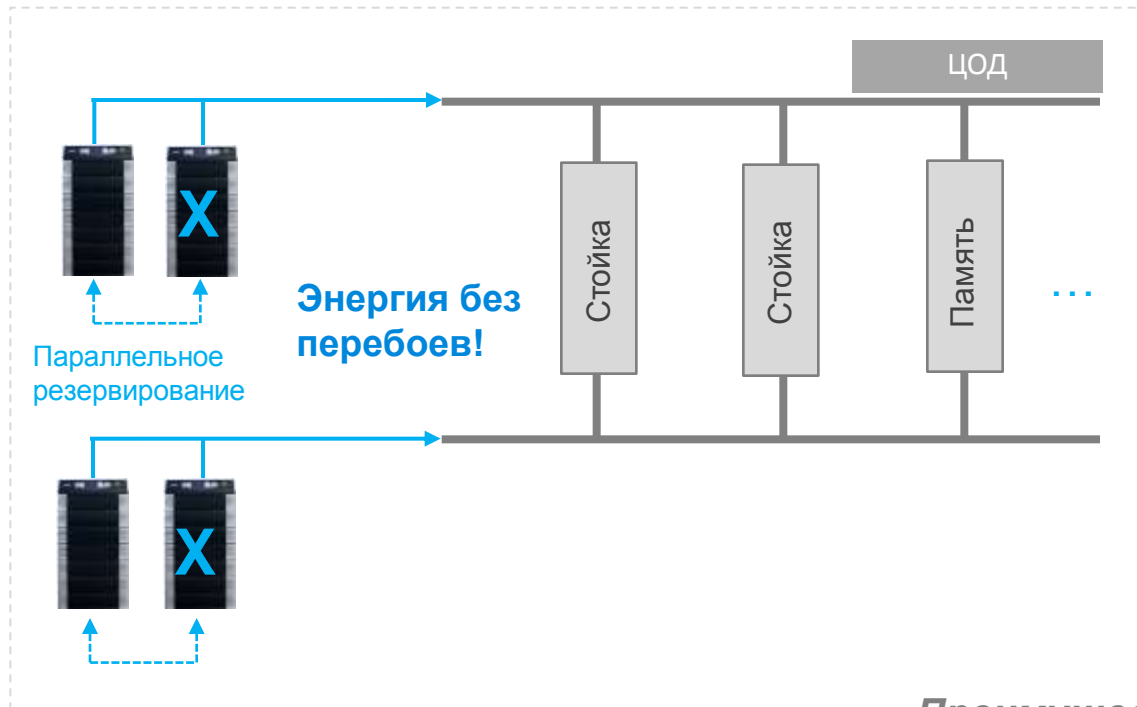 ЦОД
X
Стойка
Стойка
Память
...
Энергия без
перебоев!
Параллельное
резервирование
X